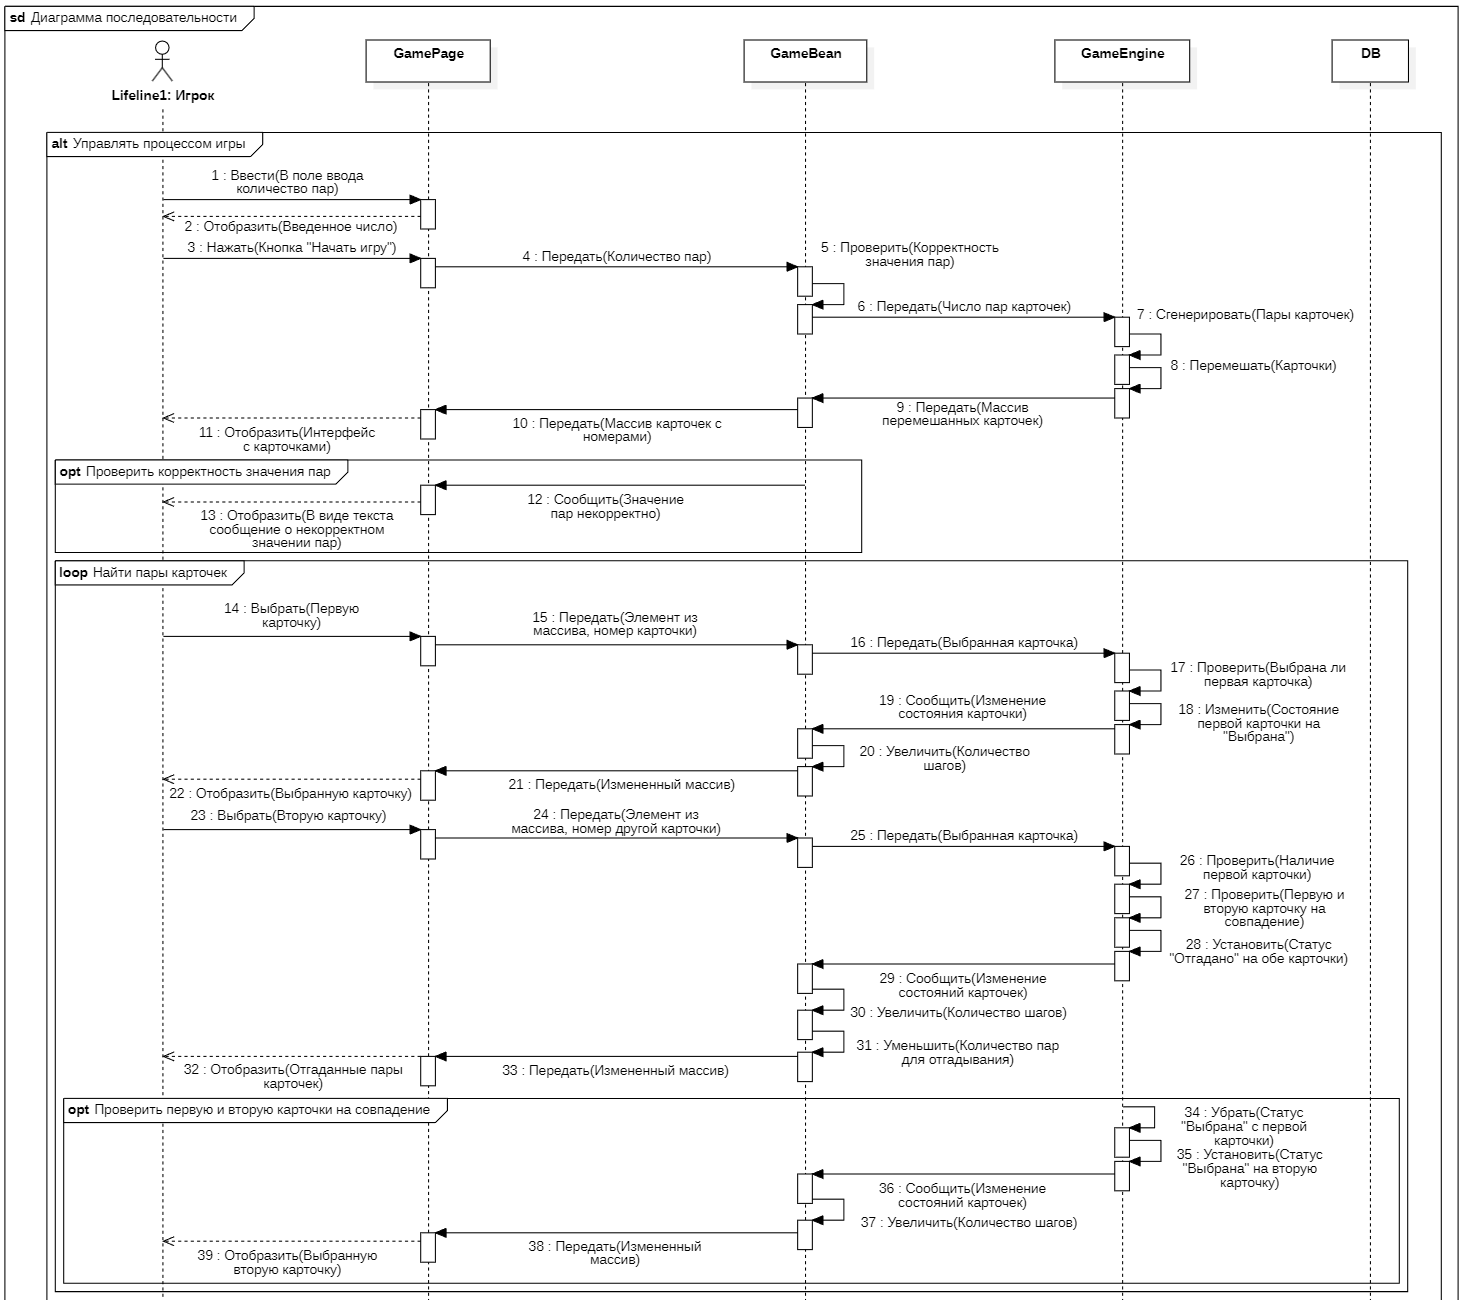 sd Диаграмма последовательности
GamePage
GameBean
GameEngine
DB
Lifeline1: Игрок
alt Управлять процессом игры
1 : Ввести(В поле ввода
количество пар)
2 : Отобразить(Введенное число)
3 : Нажать(Кнопка "Начать игру")
4 : Передать(Количество пар)
5 : Проверить(Корректность
значения пар)
6 : Передать(Число пар карточек)
7 : Сгенерировать(Пары карточек)
8 : Перемешать(Карточки)
9 : Передать(Массив
перемешанных карточек)
10 : Передать(Массив карточек с
номерами)
11 : Отобразить(Интерфейс
с карточками)
opt Проверить корректность значения пар
12 : Сообщить(Значение
пар некорректно)
13 : Отобразить(В виде текста
сообщение о некорректном
значении пар)
loop Найти пары карточек
14 : Выбрать(Первую
карточку)
15 : Передать(Элемент из
массива, номер карточки)
16 : Передать(Выбранная карточка)
17 : Проверить(Выбрана ли
первая карточка)
18 : Изменить(Состояние
первой карточки на
"Выбрана")
19 : Сообщить(Изменение
состояния карточки)
20 : Увеличить(Количество
шагов)
21 : Передать(Измененный массив)
22 : Отобразить(Выбранную карточку)
23 : Выбрать(Вторую карточку)
24 : Передать(Элемент из
массива, номер другой карточки)
25 : Передать(Выбранная карточка)
26 : Проверить(Наличие
первой карточки)
27 : Проверить(Первую и
вторую карточку на
совпадение)
28 : Установить(Статус
"Отгадано" на обе карточки)
29 : Сообщить(Изменение
состояний карточек)
30 : Увеличить(Количество шагов)
31 : Уменьшить(Количество пар
для отгадывания)
32 : Отобразить(Отгаданные пары
карточек)
33 : Передать(Измененный массив)
opt Проверить первую и вторую карточки на совпадение
34 : Убрать(Статус
"Выбрана" с первой
карточки)
35 : Установить(Статус
"Выбрана" на вторую
карточку)
36 : Сообщить(Изменение
состояний карточек)
37 : Увеличить(Количество шагов)
38 : Передать(Измененный
массив)
39 : Отобразить(Выбранную
вторую карточку)